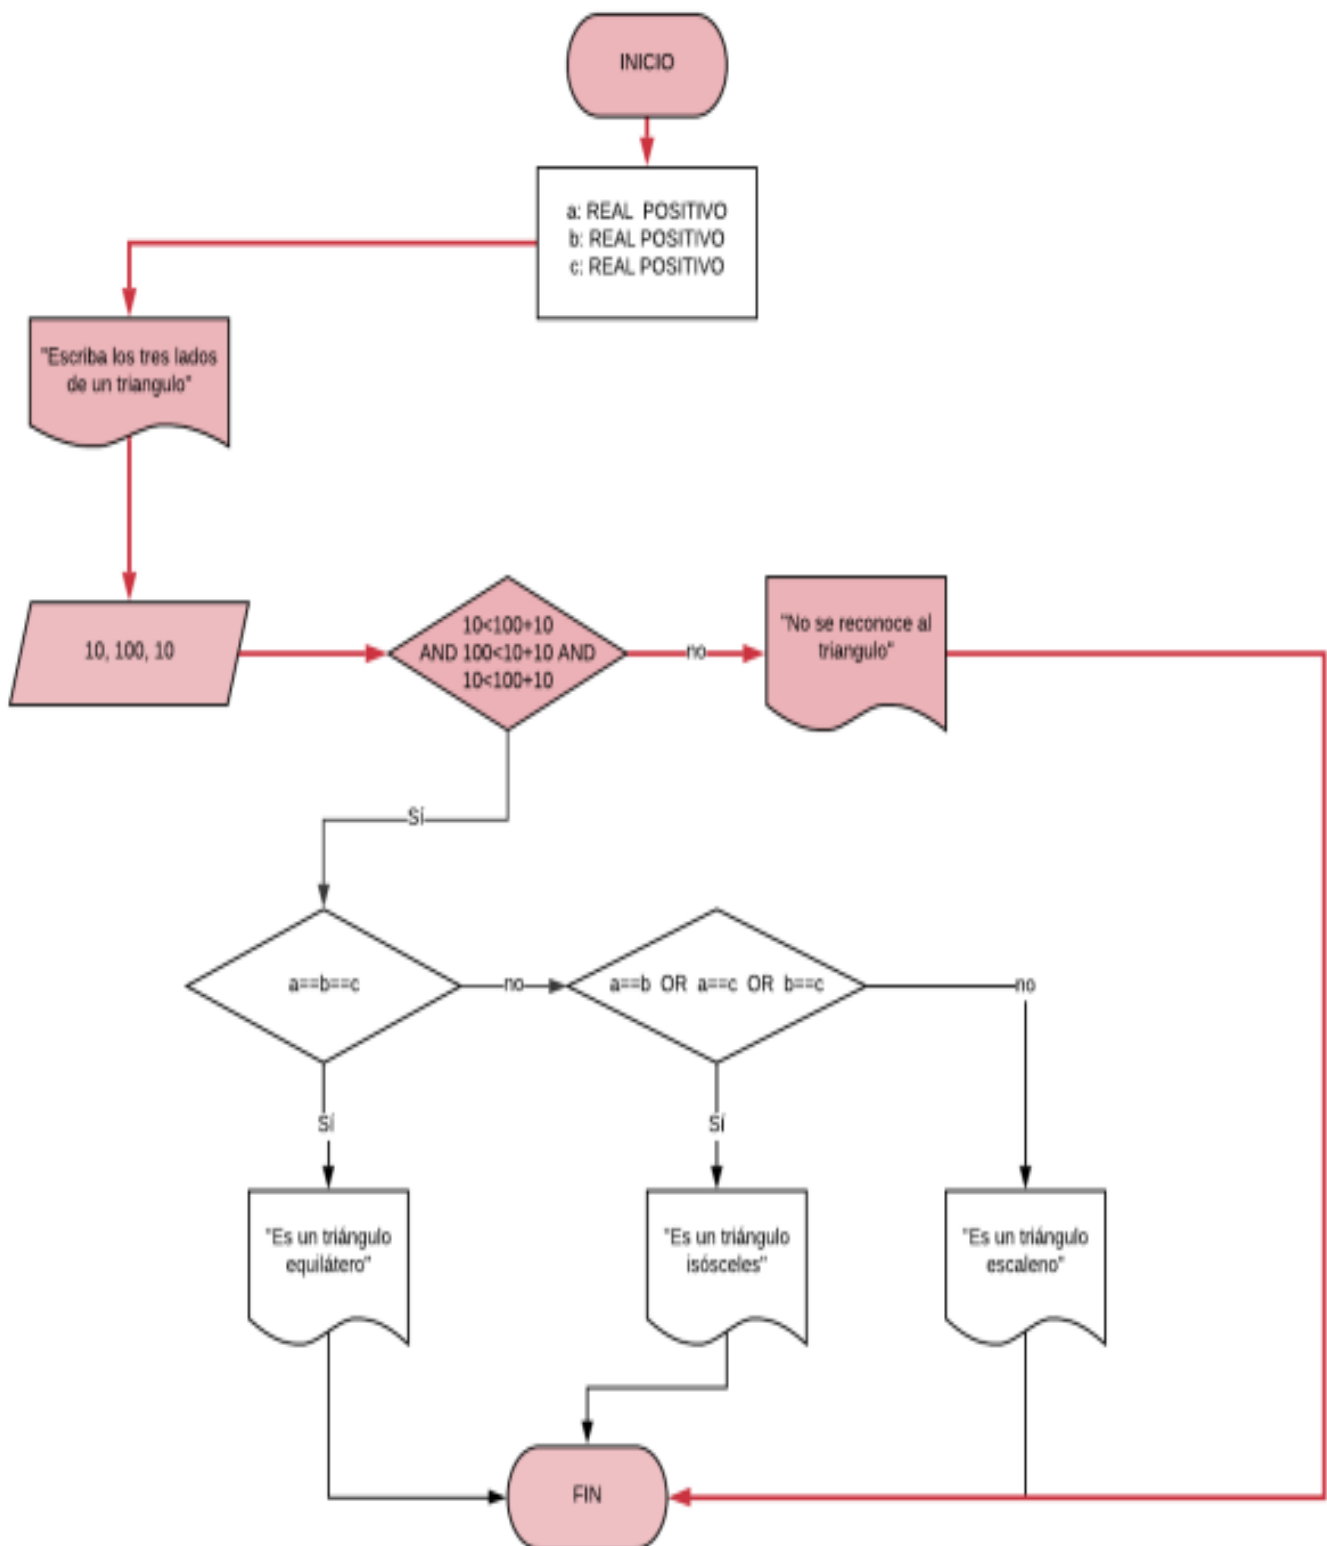 INICIO
a: REAL POSITIVO
b: REAL POSITIVO
c: REAL POSITIVO
"Escriba los tres lados
de un triangulo"
10, 100, 10
10<100+10
AND 100<10+10 AND
10<100+10
no
"No se reconoce al
triangulo"
Sí
a==b==c
no
a==b OR a==c OR b==c
no
Sí
Sí
"Es un triángulo
equilátero"
"Es un triángulo
isósceles"
"Es un triángulo
escaleno"
FIN